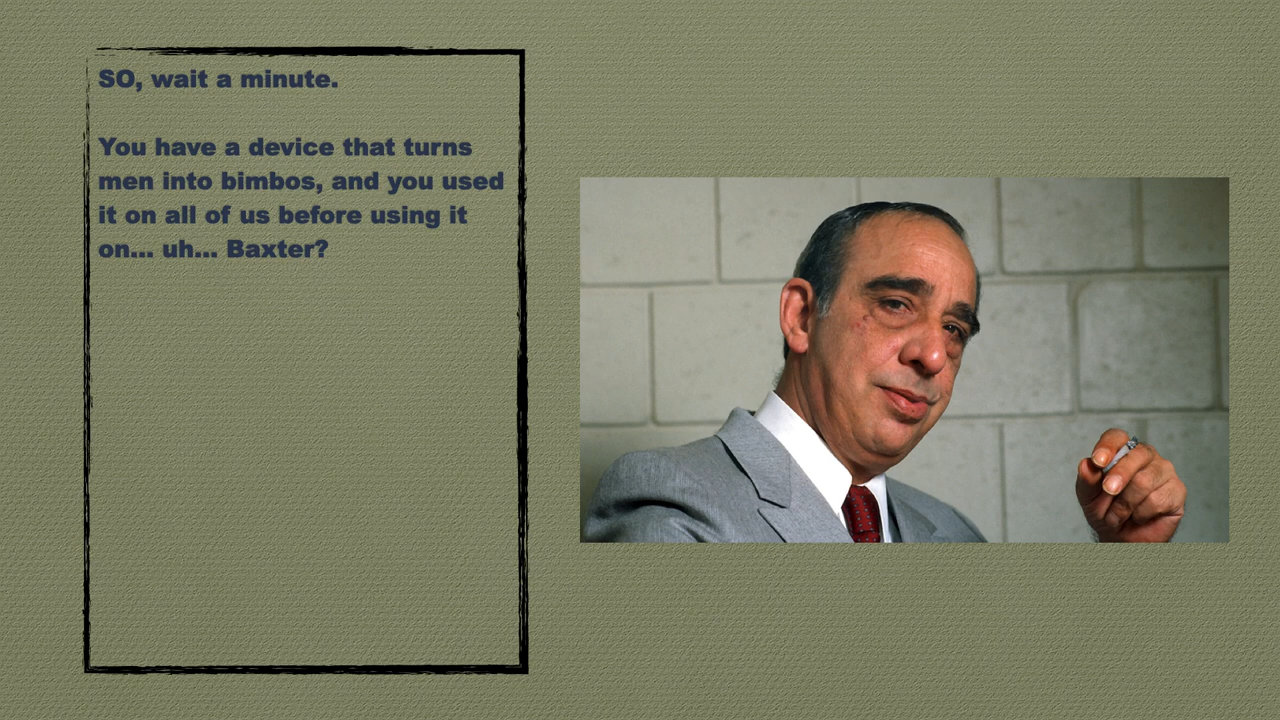 SO, wait a minute.
You have a device that turns
men into bimbos, and you used
it on all of us before using it
on... uh... Baxter?